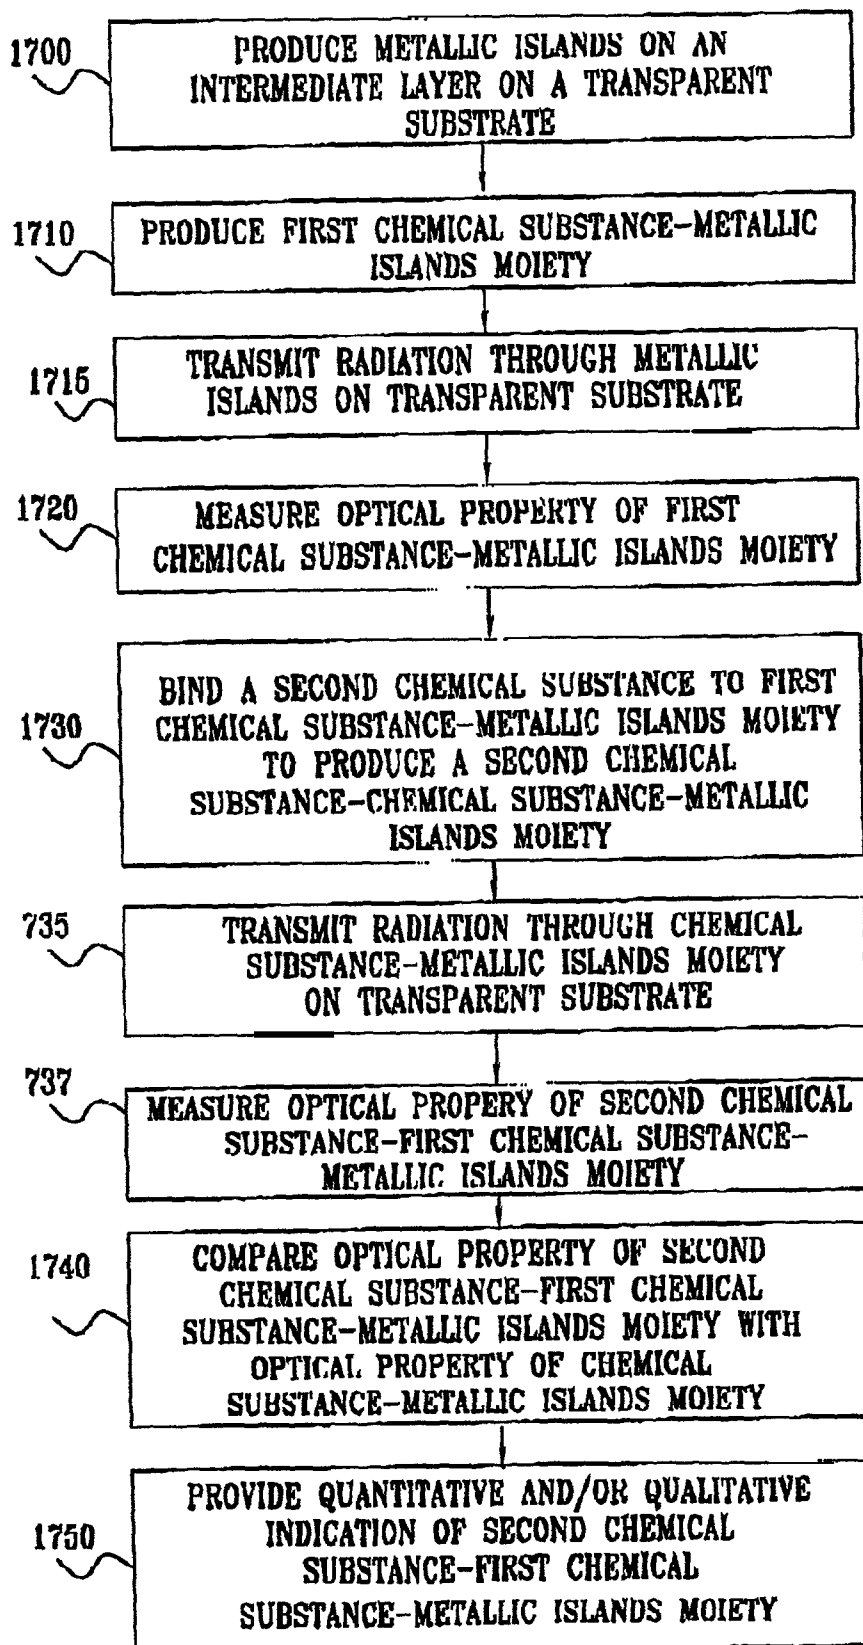 1700
PRODUCE METALLIC ISLANDS ON AN
INTERMEDIATE LAYER ON A TRANSPARENT
SUBSTRATE
1710
PRODUCE FIRST CHEMICAL SUBSTANCE-METALLIC
ISLANDS MOIETY
1715
TRANSMIT RADIATION THROUGH METALLIC
ISLANDS ON TRANSPARENT SUBSTRATE
1720
MEASURE OPTICAL PROPERTY OF FIRST
CHEMICAL SUBSTANCE-METALLIC ISLANDS MOIETY
1730
BIND A SECOND CHEMICAL SUBSTANCE TO FIRST
CHEMICAL SUBSTANCE-METALLIC ISLANDS MOIETY
TO PRODUCE A SECOND CHEMICAL
SUBSTANCE-CHEMICAL SUBSTANCE-METALLIC
ISLANDS MOIETY
735
TRANSMIT RADIATION THROUGH CHEMICAL
SUBSTANCE-METALLIC ISLANDS MOIETY
ON TRANSPARENT SUBSTRATE
737
MEASURE OPTICAL PROPERY OF SECOND CHEMICAL
SUBSTANCE-FIRST CHEMICAL SUBSTANCE-
METALLIC ISLANDS MOIETY
1740
COMPARE OPTICAL PROPERTY OF SECOND
CHEMICAL SUBSTANCE-FIRST CHEMICAL
SUBSTANCE-METALLIC ISLANDS MOIETY WITH
OPTICAL PROPERTY OF CHEMICAL
SUBSTANCE-METALLIC ISLANDS MOIETY
1750
PROVIDE QUANTITATIVE AND/OR QUALITATIVE
INDICATION OF SECOND CHEMICAL
SUBSTANCE-FIRST CHEMICAL
SUBSTANCE-METALLIC ISLANDS MOIETY